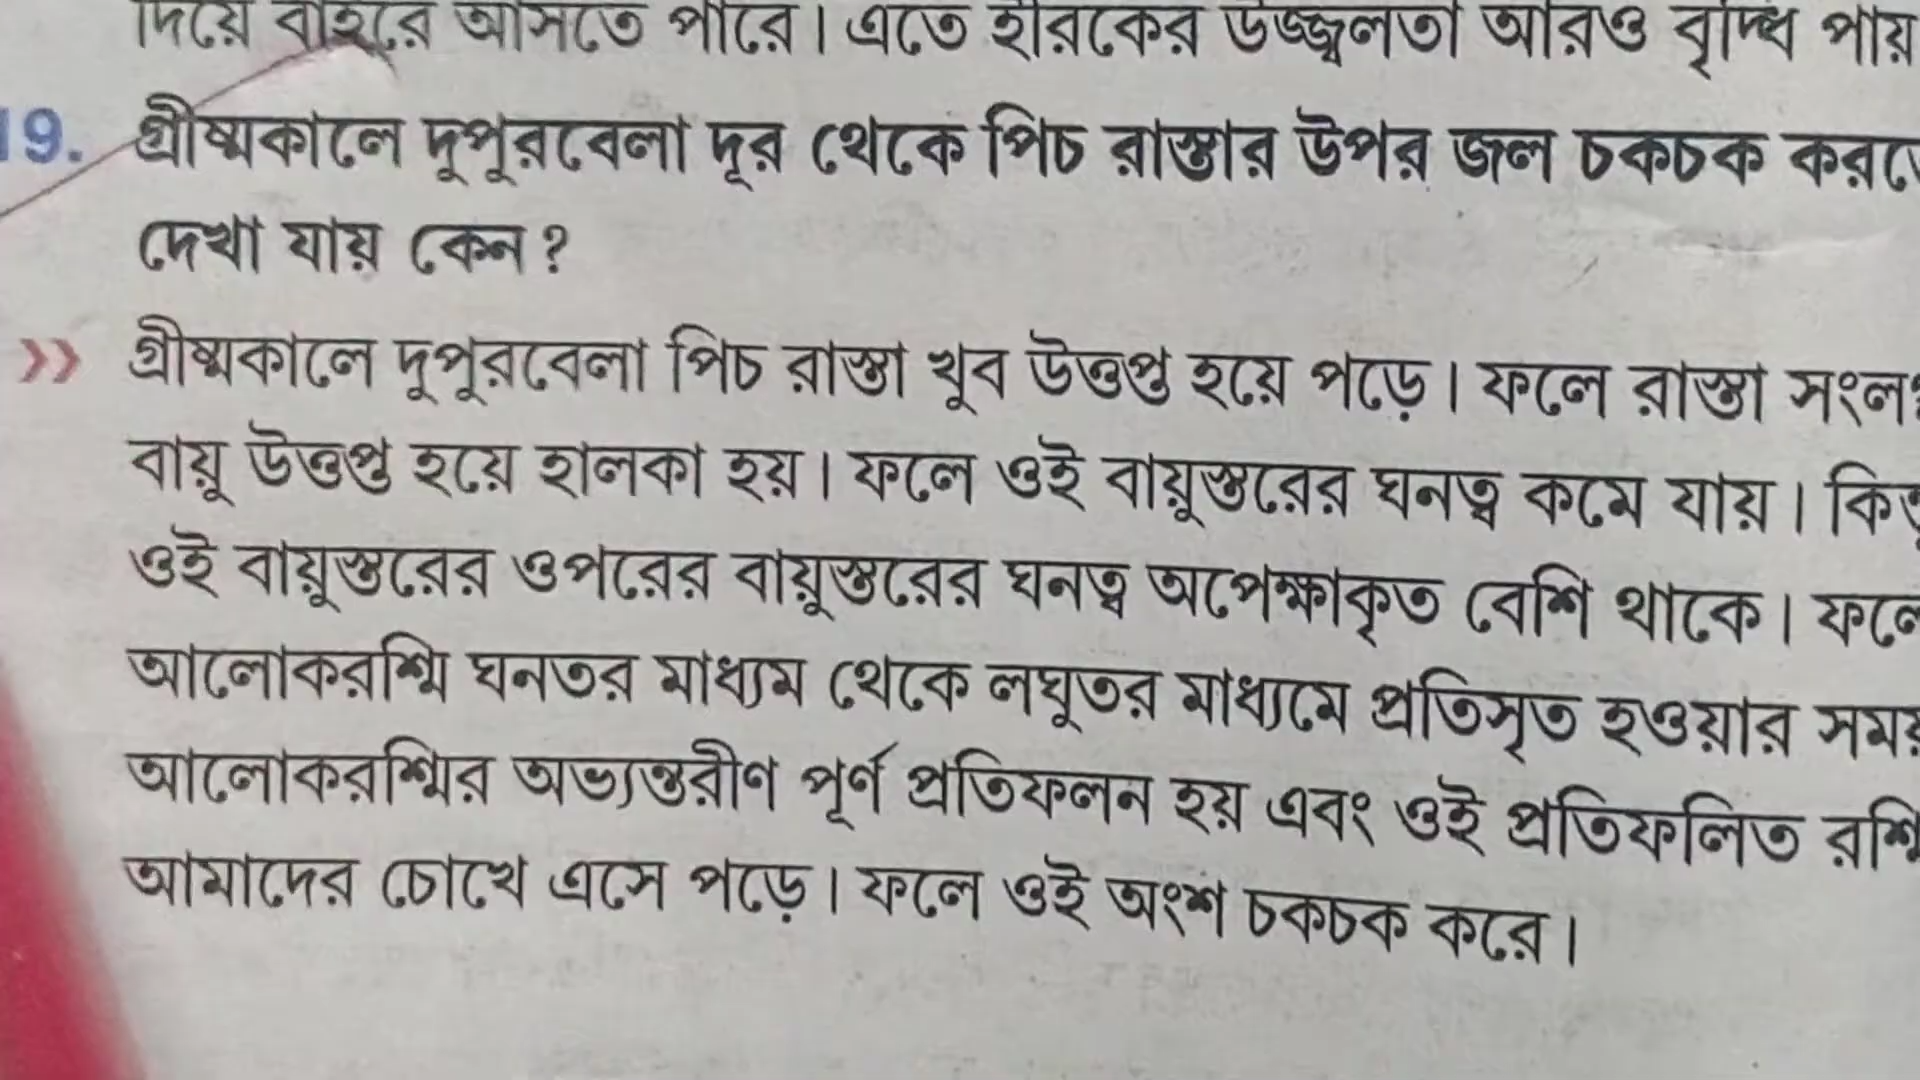 দিয়ে বাইরে আসতে পারে। এতে হীরকের উজ্জ্বলতা আরও বৃদ্ধি পায়
19. গ্রীষ্মকালে দুপুরবেলা দূর থেকে পিচ রাস্তার উপর জল চকচক
দেখা যায় কেন?
>> গ্রীষ্মকালে দুপুরবেলা পিচ রাস্তা খুব উত্তপ্ত হয়ে পড়ে। ফলে রাস্তা
বায়ু উত্তপ্ত হয়ে হালকা হয়। ফলে ওই বায়ুস্তরের ঘনত্ব কমে যায়।
ওই বায়ুস্তরের ওপরের বায়ুস্তরের ঘনত্ব অপেক্ষাকৃত বেশি থাকে। ফলে
আলোকরশ্মি ঘনতর মাধ্যম থেকে লঘুতর মাধ্যমে প্রতিসৃত হওয়ার সময়
আলোকরশ্মির অভ্যন্তরীণ পূর্ণ প্রতিফলন হয় এবং ওই প্রতিফলিত
আমাদের চোখে এসে পড়ে। ফলে ওই অংশ চকচক করে।